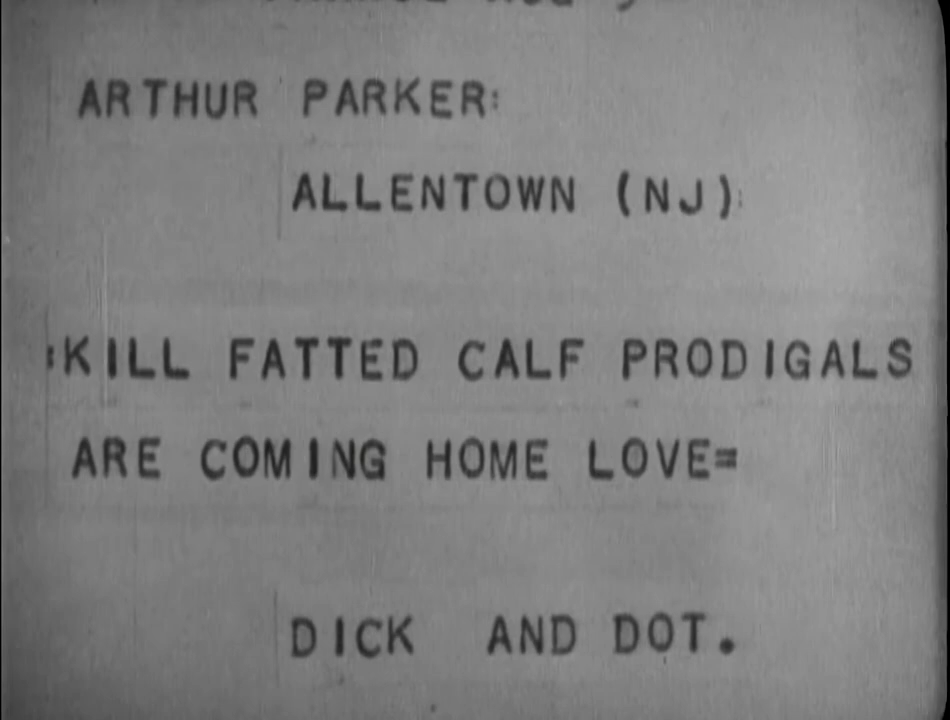 ARTHUR PARKER:
ALLENTOWN (NJ):
:KILL FATTED CALF PRODIGALS
ARE COMING HOME LOVE=
DICK AND DOT.